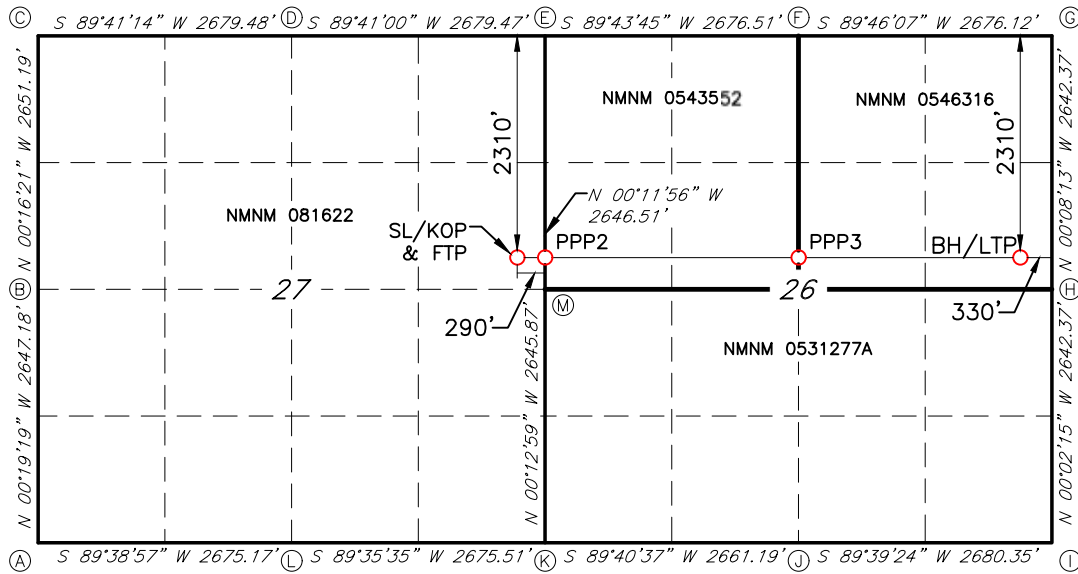 C S 89°41'14" W 2679.48' D S 89°41'00" W 2679.47' E S 89°43'45" W 2676.51' F S 89°46'07" W 2676.12' G
N 00°16'21" W 2651.19'
NMNM 081622
2310'
SL/KOP
& FTP
NMNM 0543552
N 00°11'56" W
2646.51'
PPP2
NMNM 0546316
2310'
PPP3
BH/LTP
N 00°08'13" W 2642.37'
B
27
290'
M
26
330'
H
N 00°19'19" W 2647.18'
N 00°12'59" W 2645.87'
NMNM 0531277A
N 00°02'15" W 2642.37'
A S 89°38'57" W 2675.17' L S 89°35'35" W 2675.51' K S 89°40'37" W 2661.19' J S 89°39'24" W 2680.35' I